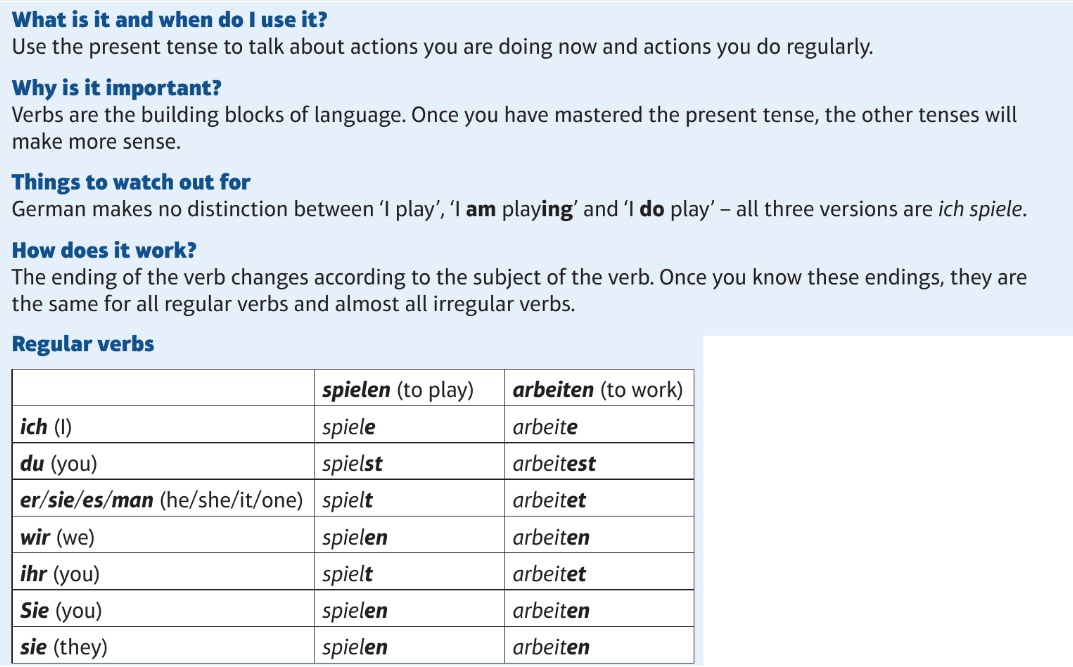 What is it and when do I use it?
Use the present tense to talk about actions you are doing now and actions you do regularly.
Why is it important?
Verbs are the building blocks of language. Once you have mastered the present tense, the other tenses will
make more sense.
Things to watch out for
German makes no distinction between ‘I play’, ‘I am playing’ and ‘I do play’ – all three versions are ich spiele.
How does it work?
The ending of the verb changes according to the subject of the verb. Once you know these endings, they are
the same for all regular verbs and almost all irregular verbs.
Regular verbs
spielen (to play) arbeiten (to work)
ich (I) spiele arbeite
du (you) spielst arbeitest
er/sie/es/man (he/she/it/one) spielt arbeitet
wir (we) spielen arbeiten
ihr (you) spielt arbeitet
Sie (you) spielen arbeiten
sie (they) spielen arbeiten